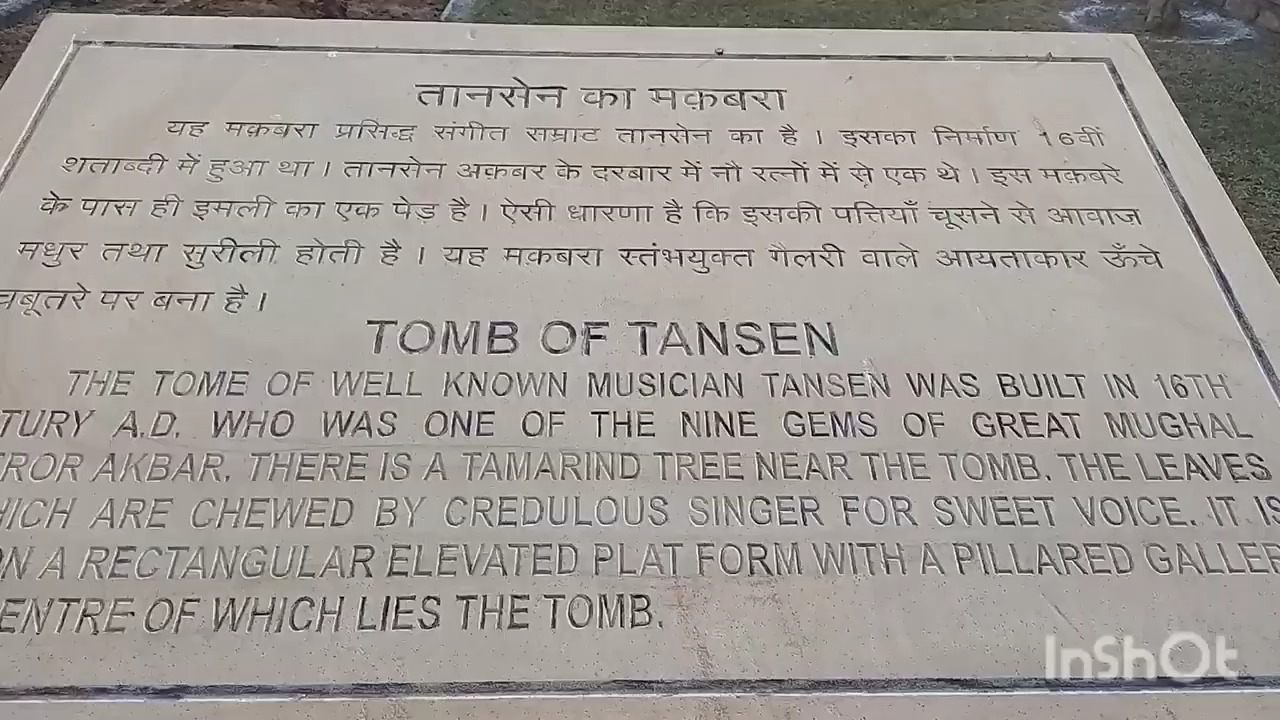 तानसेन का मक़बरा
यह मक़बरा प्रसिद्ध संगीत सम्राट तानसेन का है । इसका निर्माण 16वीं
शताब्दी में हुआ था । तानसेन अकबर के दरबार में नौ रत्नों में से एक थे । इस मक़बरे
के पास ही इमली का एक पेड़ है । ऐसी धारणा है कि इसकी पत्तियाँ चूसने से आवाज़
मधुर तथा सुरीली होती है । यह मक़बरा स्तंभयुक्त गैलरी वाले आयताकार ऊँचे
चबूतरे पर बना है ।
TOMB OF TANSEN
THE TOME OF WELL KNOWN MUSICIAN TANSEN WAS BUILT IN 16TH
TURY A.D. WHO WAS ONE OF THE NINE GEMS OF GREAT MUGHAL
ROR AKBAR. THERE IS A TAMARIND TREE NEAR THE TOMB. THE LEAVES
HICH ARE CHEWED BY CREDULOUS SINGER FOR SWEET VOICE. IT IS
N A RECTANGULAR ELEVATED PLAT FORM WITH A PILLARED GALLER
ENTRE OF WHICH LIES THE TOMB.
InShOt